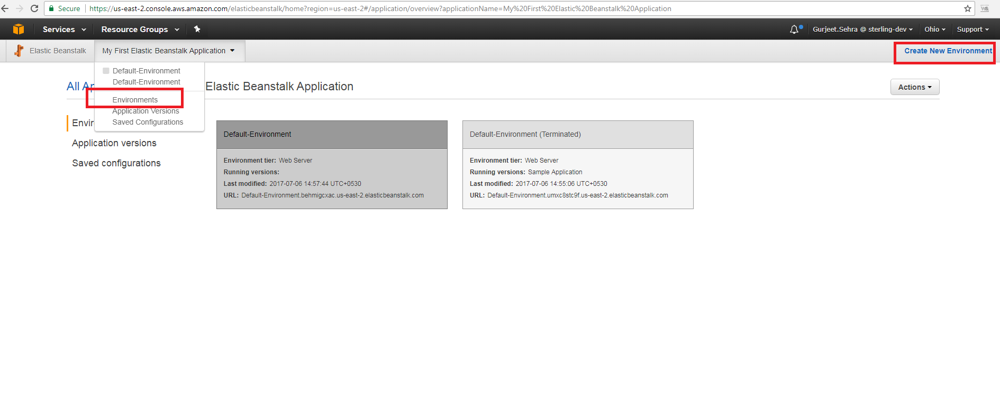 Secure https://us-east-2.console.aws.amazon.com/elasticbeanstalk/home?region=us-east-2#/application/overview?applicationName=My%20First%20Elastic%20Beanstalk%20Application
Services Resource Groups Gurjeet.Sehra @ sterling-dev Ohio Support
Elastic Beanstalk My First Elastic Beanstalk Application Create New Environment
Default-Environment
Default-Environment
Environments
Application Versions
Saved Configurations
All Ap Elastic Beanstalk Application Actions
Envir
Application versions
Saved configurations
Default-Environment
Environment tier: Web Server
Running versions:
Last modified: 2017-07-06 14:57:44 UTC+0530
URL: Default-Environment.behmigcxac.us-east-2.elasticbeanstalk.com
Default-Environment (Terminated)
Environment tier: Web Server
Running versions: Sample Application
Last modified: 2017-07-06 14:55:06 UTC+0530
URL: Default-Environment.umxc8stc9f.us-east-2.elasticbeanstalk.com